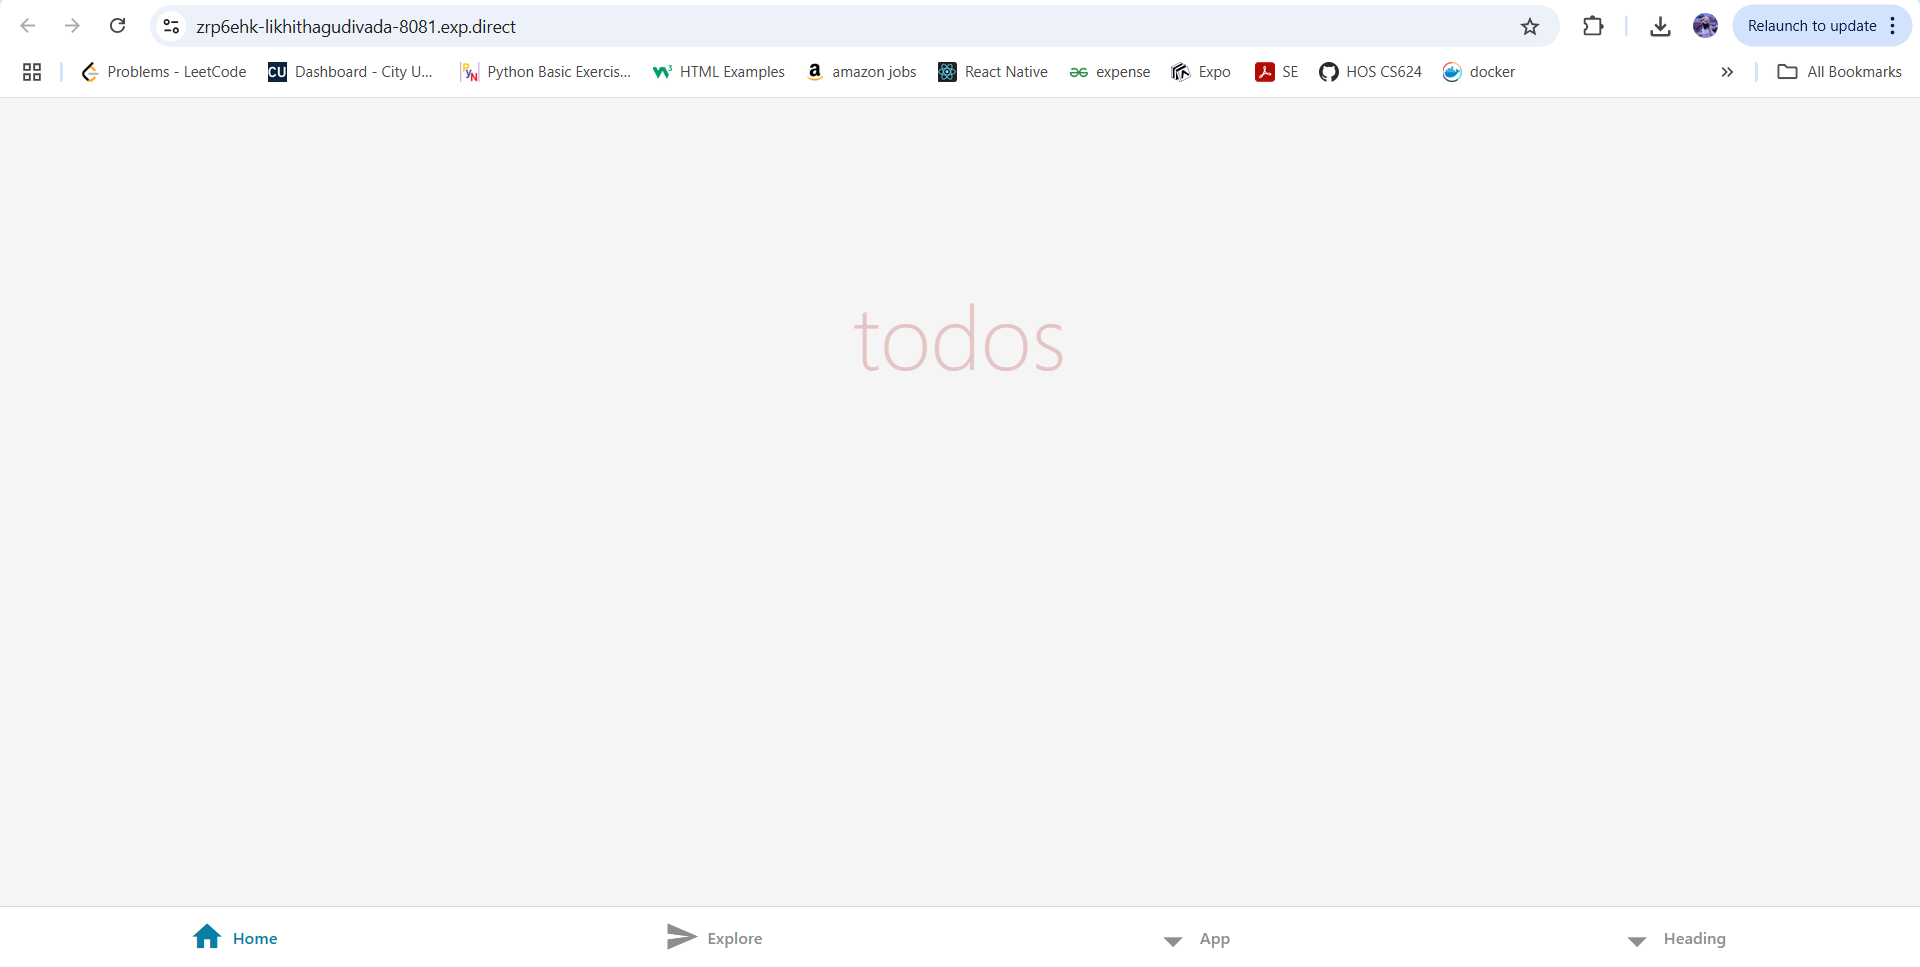 zrp6ehk-likhithagudivada-8081.exp.direct
Relaunch to update
Problems - LeetCode
CU Dashboard - City U...
Python Basic Exercis...
HTML Examples
amazon jobs
React Native
expense
Expo
SE
HOS CS624
docker
All Bookmarks
todos
Home
Explore
App
Heading